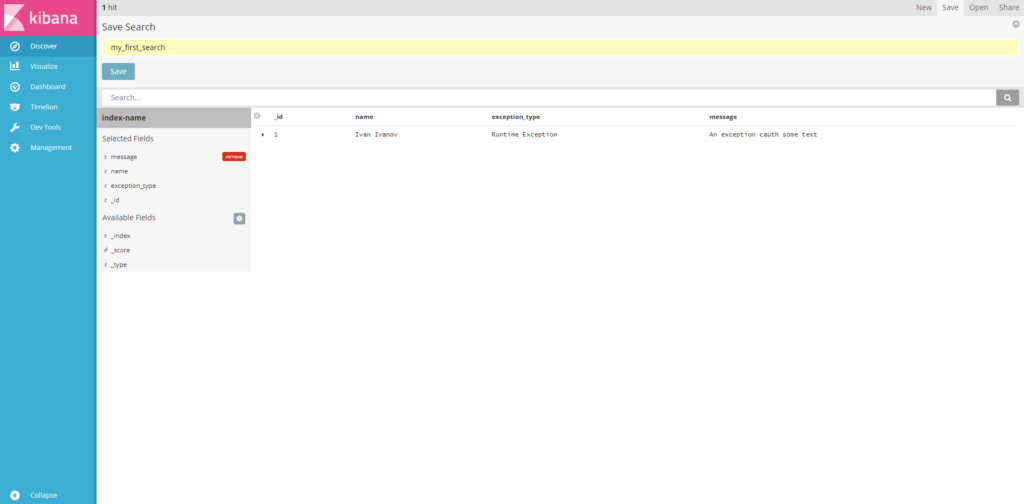 kibana
Discover
Visualize
Dashboard
Timelion
Dev Tools
Management
Collapse
1 hit
New Save Open Share
Save Search
my_first_search
Save
Search...
index-name
Selected Fields
t message remove
t name
t exception_type
t _id
Available Fields
t _index
# _score
t _type
_id name exception_type message
1 Ivan Ivanov Runtime Exception An exception cauth some text